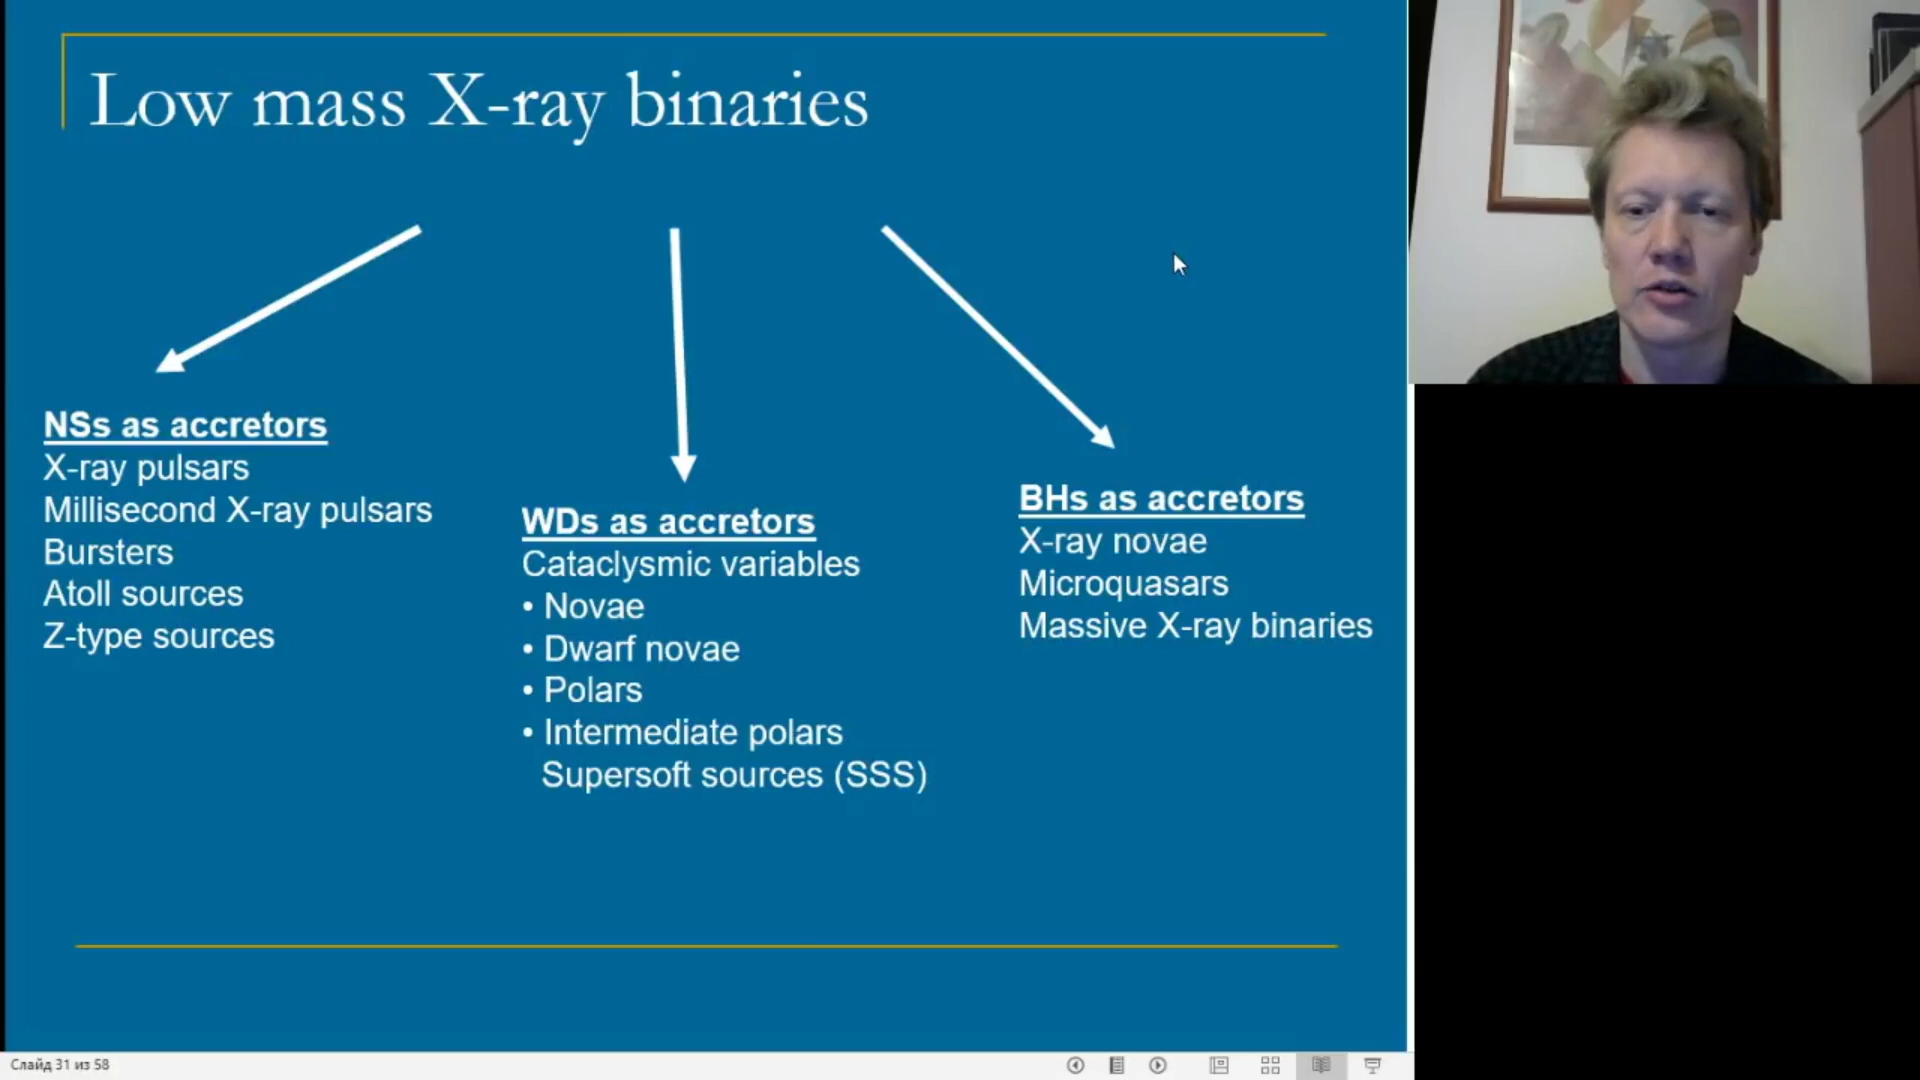 Low mass X-ray binaries
NSs as accretors
X-ray pulsars
Millisecond X-ray pulsars
Bursters
Atoll sources
Z-type sources
WDs as accretors
Cataclysmic variables
• Novae
• Dwarf novae
• Polars
• Intermediate polars
Supersoft sources (SSS)
BHs as accretors
X-ray novae
Microquasars
Massive X-ray binaries
Слайд 31 из 58